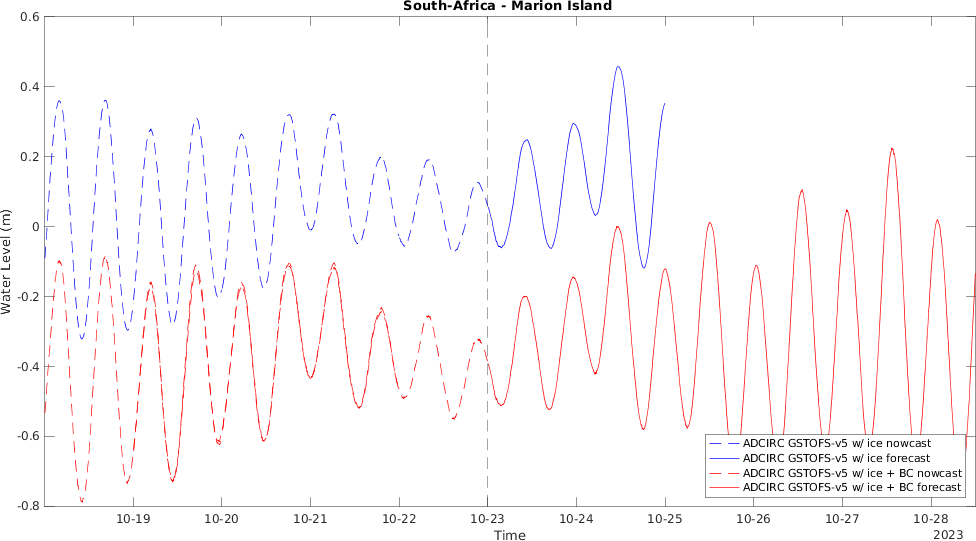 South-Africa - Marion Island
0.6
0.4
0.2
0
-0.2
-0.4
-0.6
-0.8
Water Level (m)
ADCIRC GSTOFS-v5 w/ ice nowcast
ADCIRC GSTOFS-v5 w/ ice forecast
ADCIRC GSTOFS-v5 w/ ice + BC nowcast
ADCIRC GSTOFS-v5 w/ ice + BC forecast
10-19 10-20 10-21 10-22 10-23 10-24 10-25 10-26 10-27 10-28
Time
2023